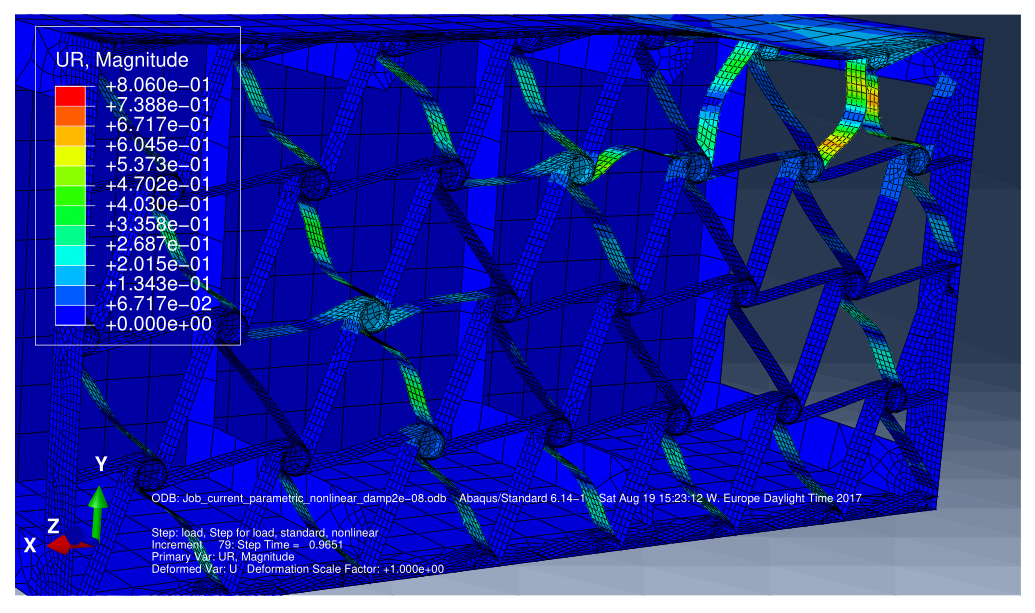 UR, Magnitude
+8.060e−01
+7.388e−01
+6.717e−01
+6.045e−01
+5.373e−01
+4.702e−01
+4.030e−01
+3.358e−01
+2.687e−01
+2.015e−01
+1.343e−01
+6.717e−02
+0.000e+00
Y
Z
X
ODB: Job_current_parametric_nonlinear_damp2e−08.odb Abaqus/Standard 6.14−1 Sat Aug 19 15:23:12 W. Europe Daylight Time 2017
Step: load, Step for load, standard, nonlinear
Increment 79: Step Time = 0.9651
Primary Var: UR, Magnitude
Deformed Var: U Deformation Scale Factor: +1.000e+00